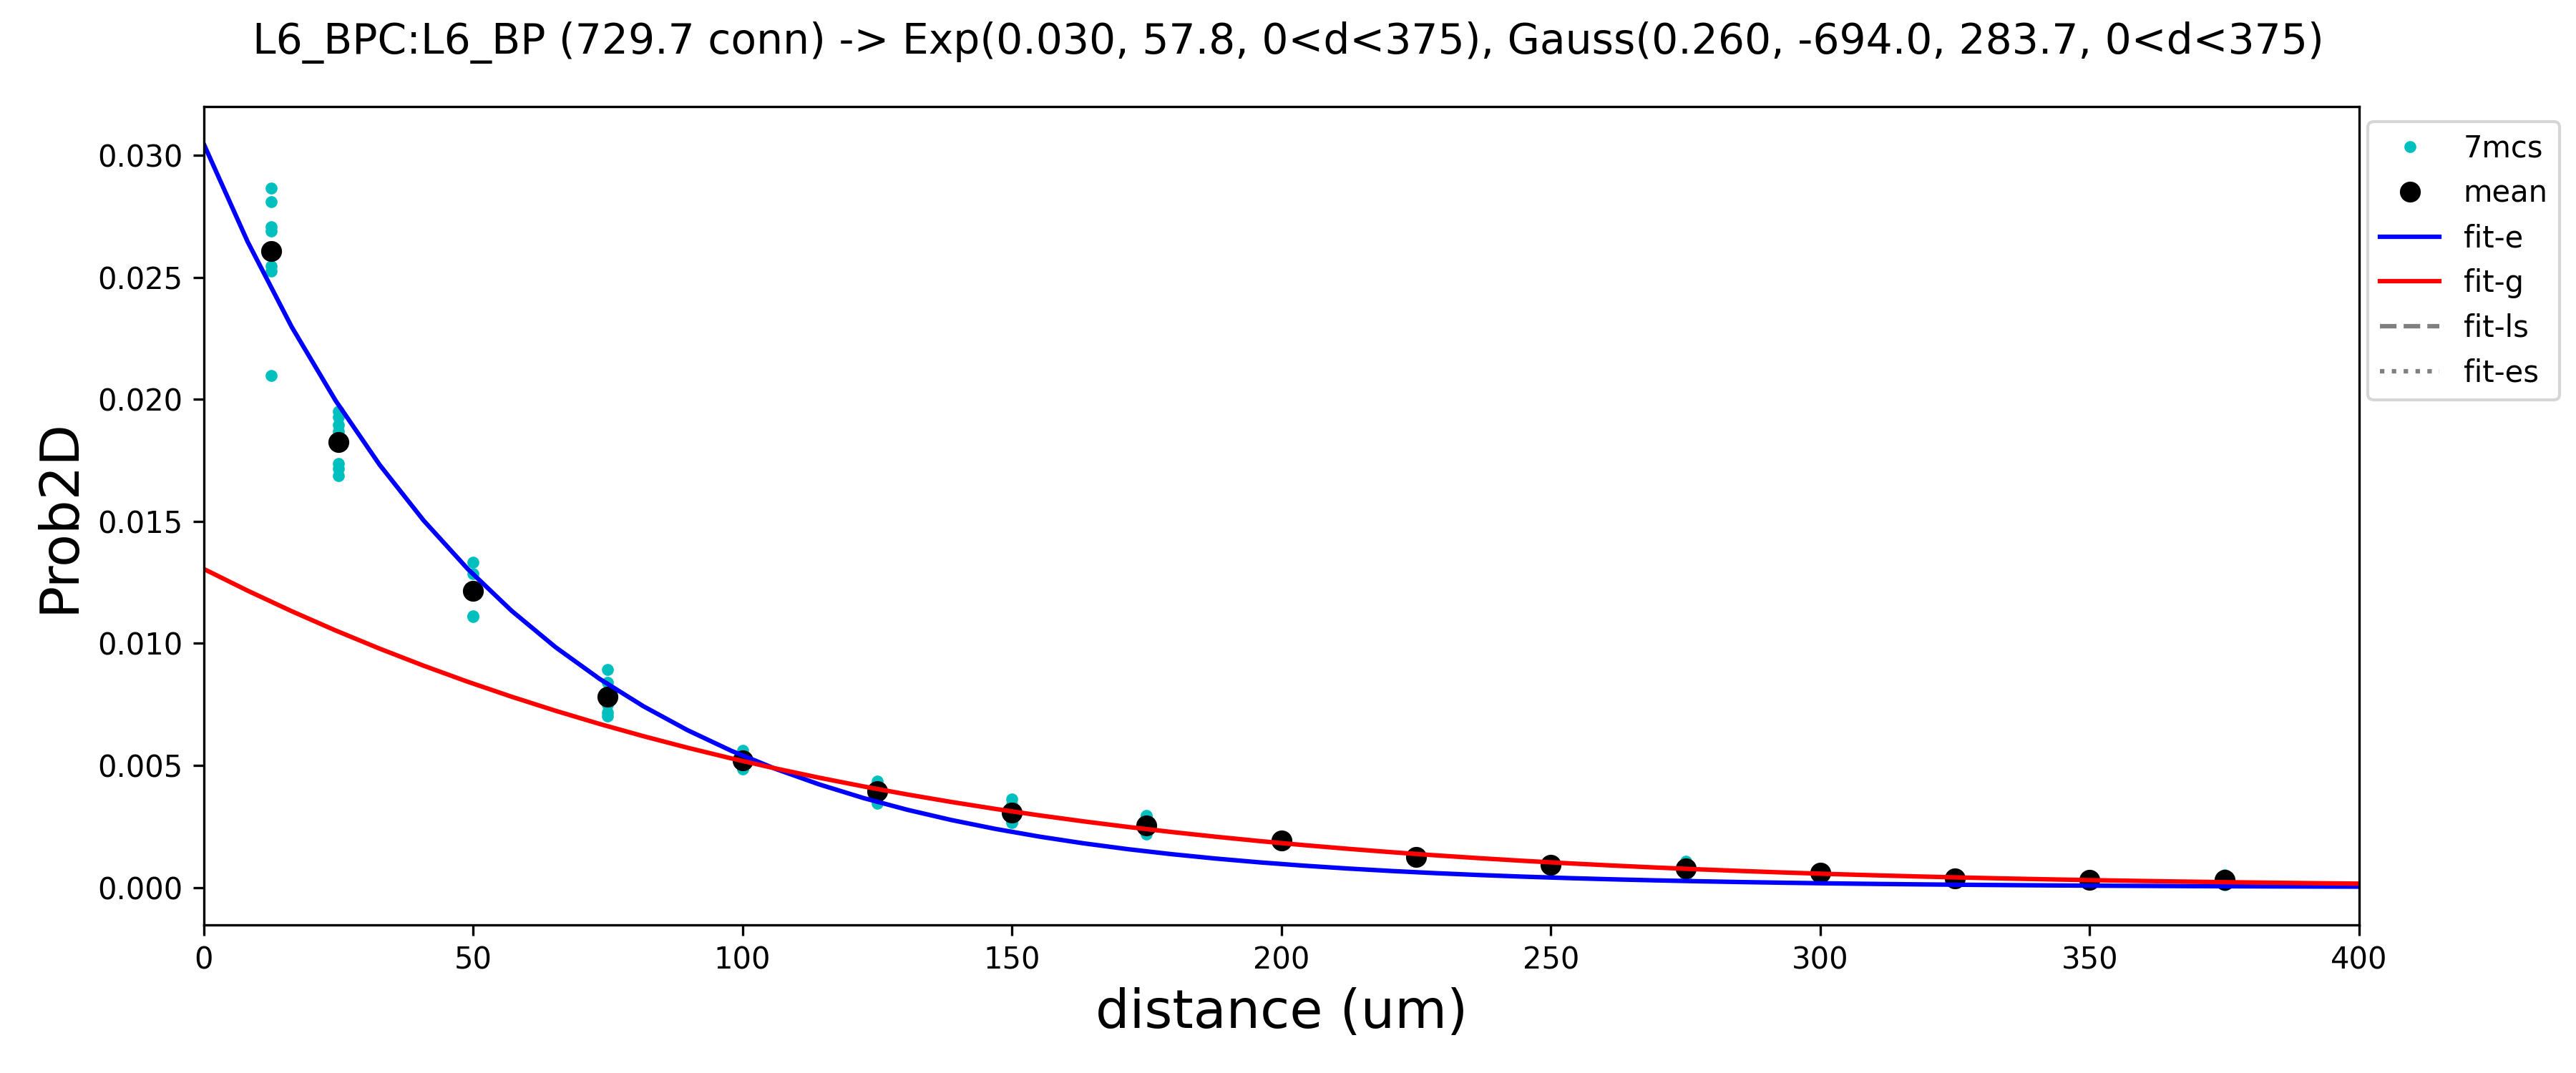 L6_BPC:L6_BP (729.7 conn) -> Exp(0.030, 57.8, 0<d<375), Gauss(0.260, -694.0, 283.7, 0<d<375)
7mcs
mean
fit-e
fit-g
fit-ls
fit-es
Prob2D
0.030
0.025
0.020
0.015
0.010
0.005
0.000
0 50 100 150 200 250 300 350 400
distance (um)